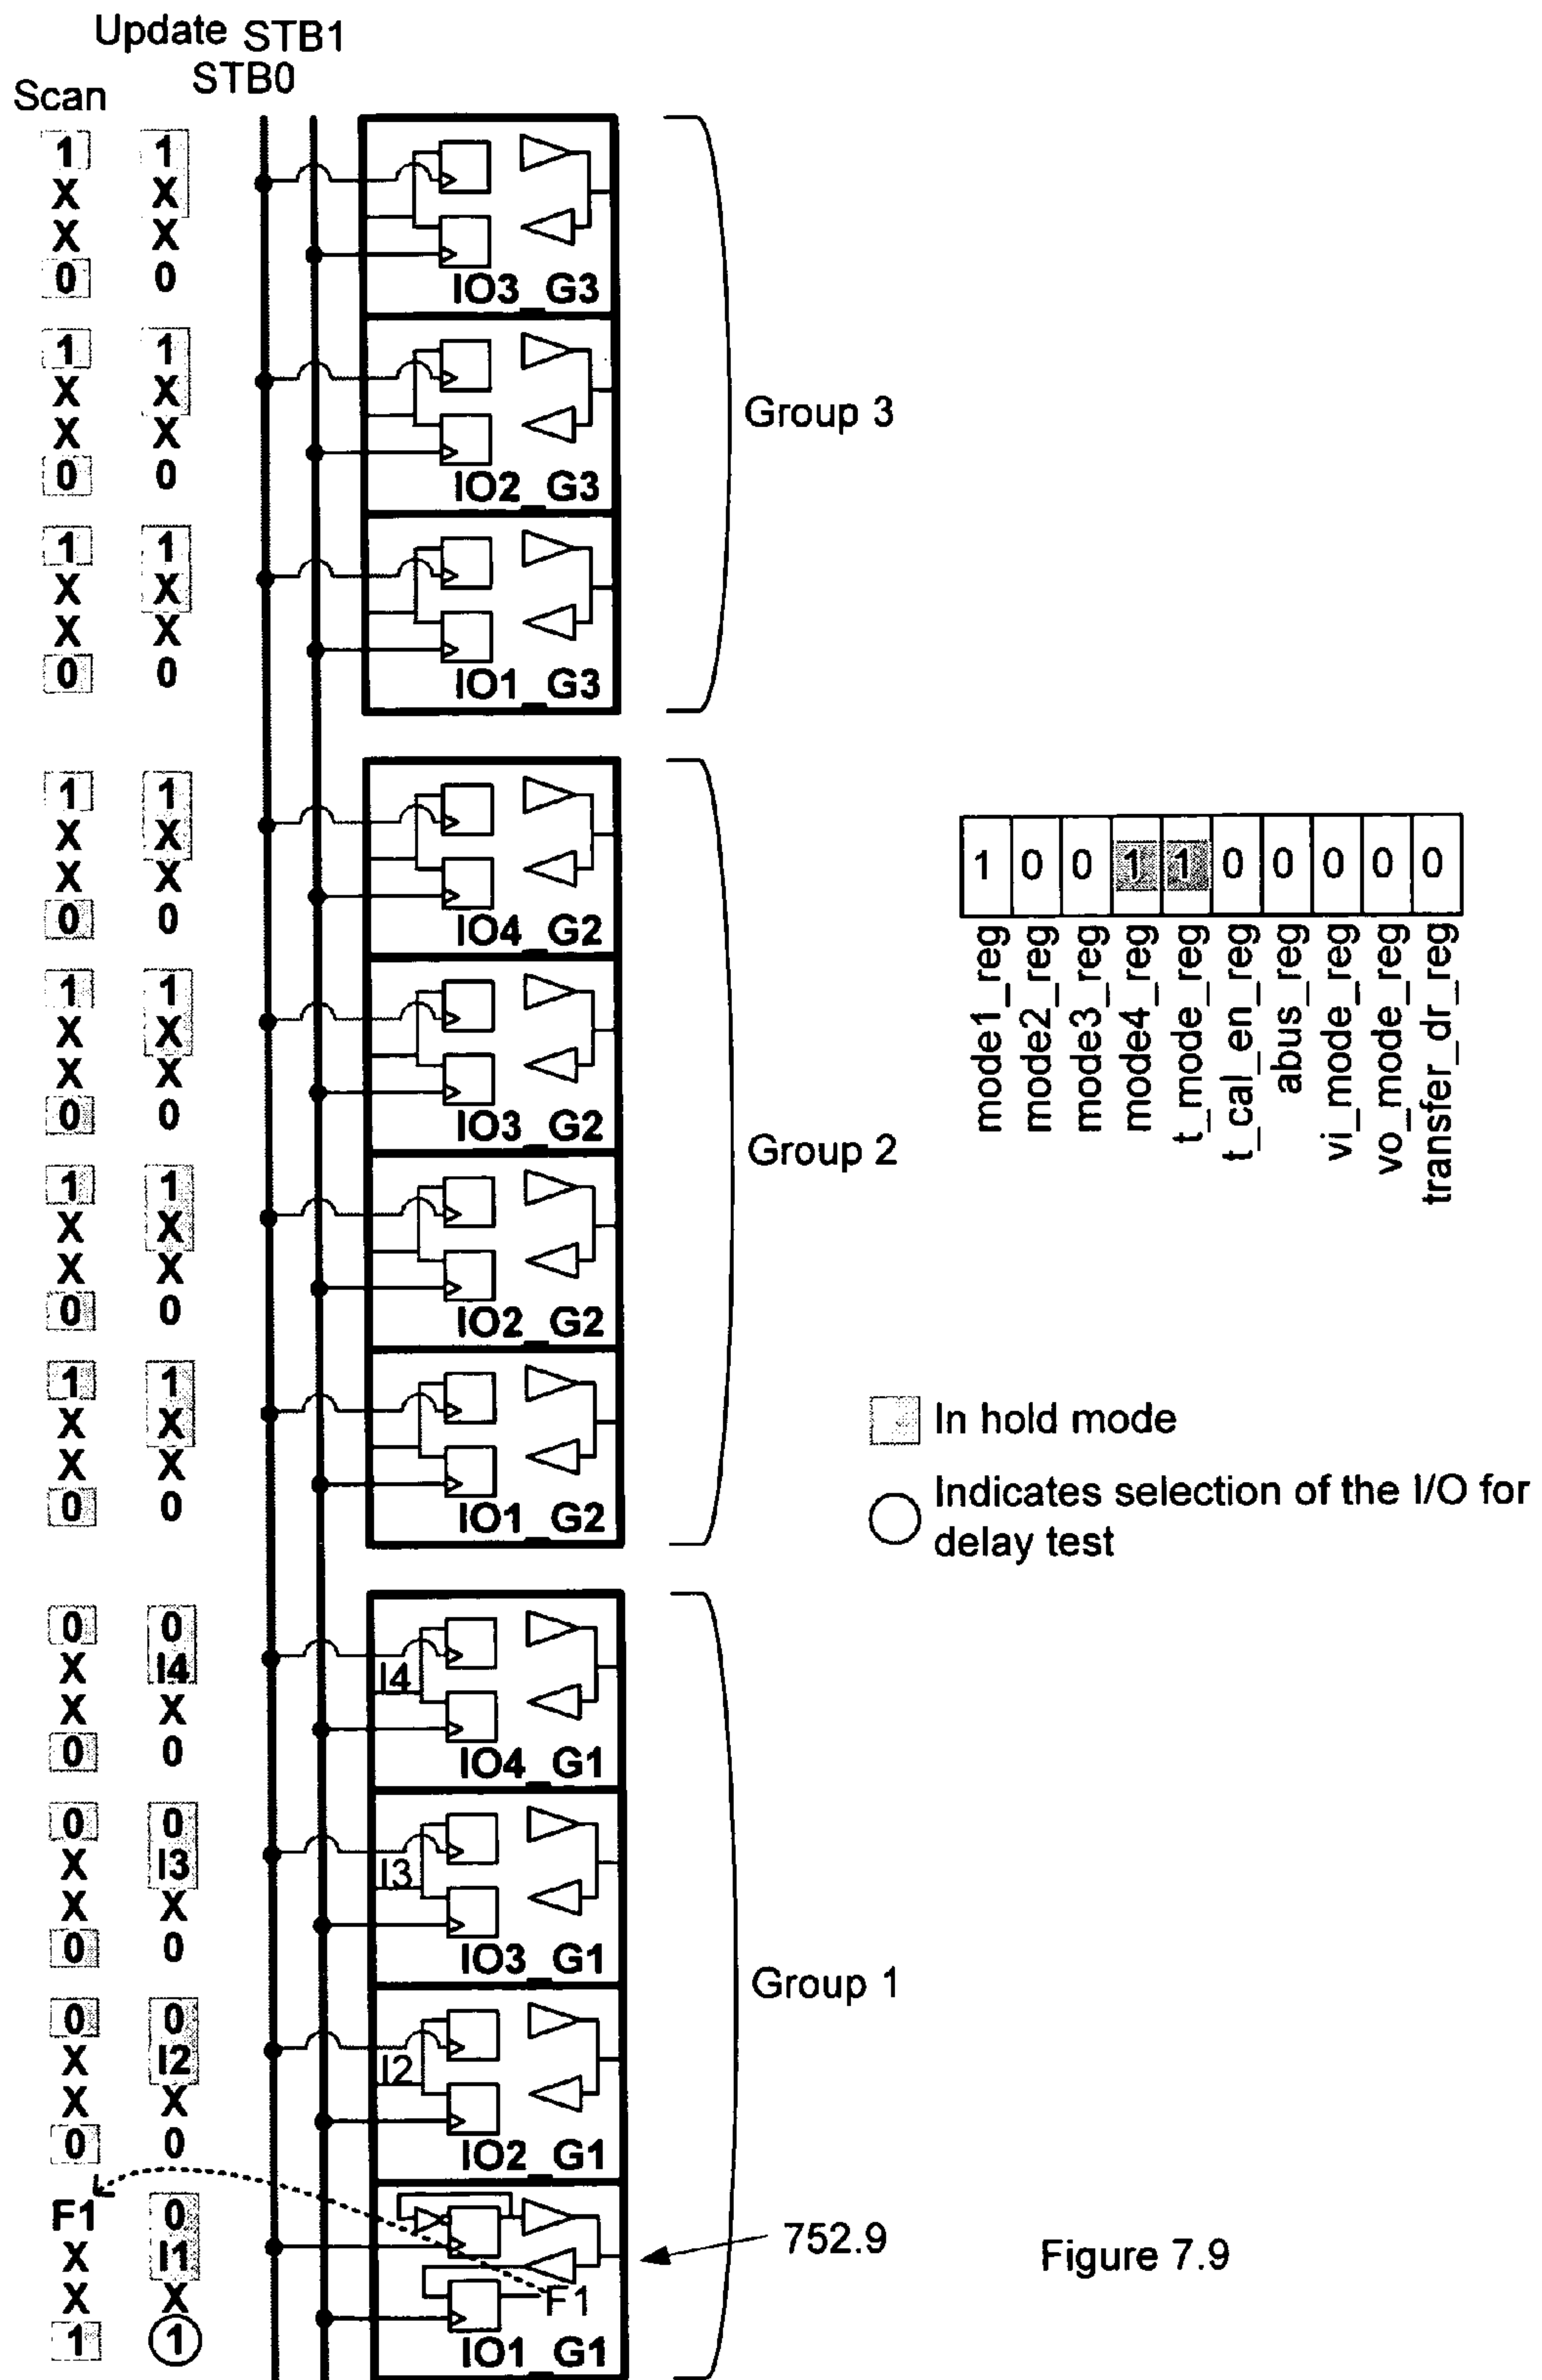 Update STB1
STB0
Scan
1 1
X X
X X
0 0
IO3_G3
1 1
X X
X X
0 0
IO2_G3
1 1
X X
X X
0 0
IO1_G3
Group 3
1 1
X X
X X
0 0
IO4_G2
1 1
X X
X X
0 0
IO3_G2
1 1
X X
X X
0 0
IO2_G2
1 1
X X
X X
0 0
IO1_G2
Group 2
1 0 0 1 1 0 0 0 0 0
mode1_reg
mode2_reg
mode3_reg
mode4_reg
t_mode_reg
t_cal_en_reg
abus_reg
vi_mode_reg
vo_mode_reg
transfer_dr_reg
In hold mode
Indicates selection of the I/O for
delay test
0 0
X I4
X X
0 0
I4
IO4_G1
0 0
X I3
X X
0 0
I3
IO3_G1
0 0
X I2
X X
0 0
I2
IO2_G1
Group 1
F1 0
X I1
X X
1 1
F1
IO1_G1
752.9
Figure 7.9